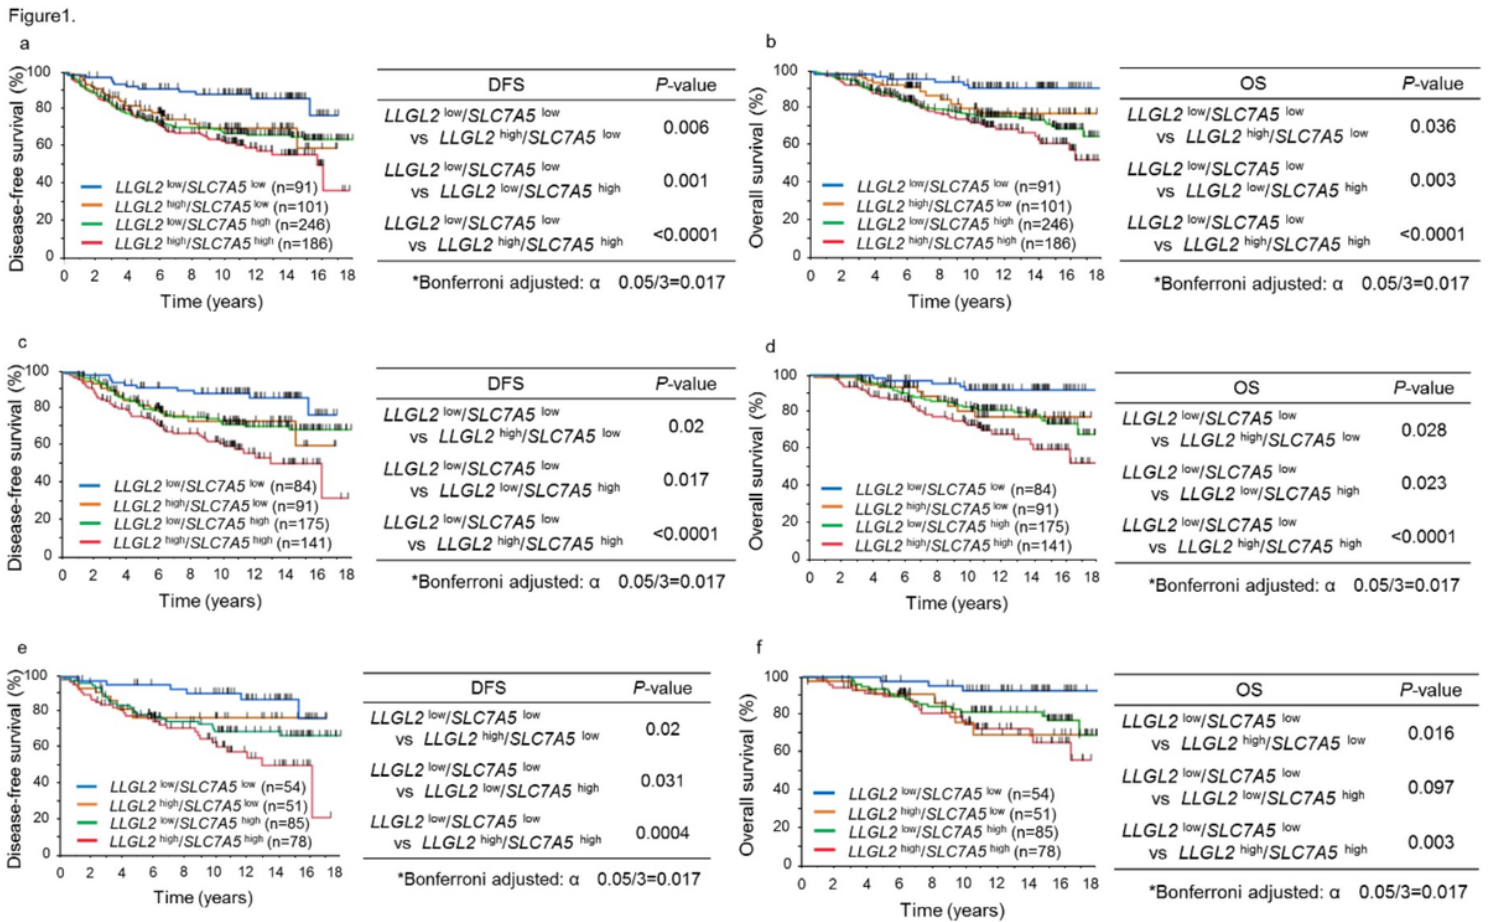 Figure1.
a
Disease-free survival (%)
100
80
60
40
20
0
LLGL2 low/SLC7A5 low (n=91)
LLGL2 high/SLC7A5 low (n=101)
LLGL2 low/SLC7A5 high (n=246)
LLGL2 high/SLC7A5 high (n=186)
0 2 4 6 8 10 12 14 16 18
Time (years)
DFS P-value
LLGL2 low/SLC7A5 low
vs LLGL2 high/SLC7A5 low 0.006
LLGL2 low/SLC7A5 low
vs LLGL2 low/SLC7A5 high 0.001
LLGL2 low/SLC7A5 low
vs LLGL2 high/SLC7A5 high <0.0001
*Bonferroni adjusted: α 0.05/3=0.017
b
Overall survival (%)
100
80
60
40
20
0
LLGL2 low/SLC7A5 low (n=91)
LLGL2 high/SLC7A5 low (n=101)
LLGL2 low/SLC7A5 high (n=246)
LLGL2 high/SLC7A5 high (n=186)
0 2 4 6 8 10 12 14 16 18
Time (years)
OS P-value
LLGL2 low/SLC7A5 low
vs LLGL2 high/SLC7A5 low 0.036
LLGL2 low/SLC7A5 low
vs LLGL2 low/SLC7A5 high 0.003
LLGL2 low/SLC7A5 low
vs LLGL2 high/SLC7A5 high <0.0001
*Bonferroni adjusted: α 0.05/3=0.017
c
Disease-free survival (%)
100
80
60
40
20
0
LLGL2 low/SLC7A5 low (n=84)
LLGL2 high/SLC7A5 low (n=91)
LLGL2 low/SLC7A5 high (n=175)
LLGL2 high/SLC7A5 high (n=141)
0 2 4 6 8 10 12 14 16 18
Time (years)
DFS P-value
LLGL2 low/SLC7A5 low
vs LLGL2 high/SLC7A5 low 0.02
LLGL2 low/SLC7A5 low
vs LLGL2 low/SLC7A5 high 0.017
LLGL2 low/SLC7A5 low
vs LLGL2 high/SLC7A5 high <0.0001
*Bonferroni adjusted: α 0.05/3=0.017
d
Overall survival (%)
100
80
60
40
20
0
LLGL2 low/SLC7A5 low (n=84)
LLGL2 high/SLC7A5 low (n=91)
LLGL2 low/SLC7A5 high (n=175)
LLGL2 high/SLC7A5 high (n=141)
0 2 4 6 8 10 12 14 16 18
Time (years)
OS P-value
LLGL2 low/SLC7A5 low
vs LLGL2 high/SLC7A5 low 0.028
LLGL2 low/SLC7A5 low
vs LLGL2 low/SLC7A5 high 0.023
LLGL2 low/SLC7A5 low
vs LLGL2 high/SLC7A5 high <0.0001
*Bonferroni adjusted: α 0.05/3=0.017
e
Disease-free survival (%)
100
80
60
40
20
0
LLGL2 low/SLC7A5 low (n=54)
LLGL2 high/SLC7A5 low (n=51)
LLGL2 low/SLC7A5 high (n=85)
LLGL2 high/SLC7A5 high (n=78)
0 2 4 6 8 10 12 14 16 18
Time (years)
DFS P-value
LLGL2 low/SLC7A5 low
vs LLGL2 high/SLC7A5 low 0.02
LLGL2 low/SLC7A5 low
vs LLGL2 low/SLC7A5 high 0.031
LLGL2 low/SLC7A5 low
vs LLGL2 high/SLC7A5 high 0.0004
*Bonferroni adjusted: α 0.05/3=0.017
f
Overall survival (%)
100
80
60
40
20
0
LLGL2 low/SLC7A5 low (n=54)
LLGL2 high/SLC7A5 low (n=51)
LLGL2 low/SLC7A5 high (n=85)
LLGL2 high/SLC7A5 high (n=78)
0 2 4 6 8 10 12 14 16 18
Time (years)
OS P-value
LLGL2 low/SLC7A5 low
vs LLGL2 high/SLC7A5 low 0.016
LLGL2 low/SLC7A5 low
vs LLGL2 low/SLC7A5 high 0.097
LLGL2 low/SLC7A5 low
vs LLGL2 high/SLC7A5 high 0.003
*Bonferroni adjusted: α 0.05/3=0.017